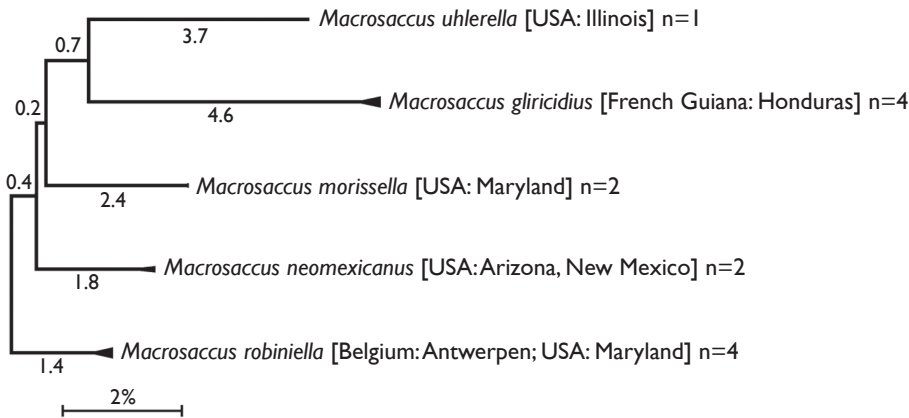 Macrosaccus uhlerella [USA: Illinois] n=1
3.7
0.7
Macrosaccus gliricidius [French Guiana: Honduras] n=4
4.6
0.2
Macrosaccus morissella [USA: Maryland] n=2
2.4
0.4
Macrosaccus neomexicanus [USA: Arizona, New Mexico] n=2
1.8
Macrosaccus robiniella [Belgium: Antwerpen; USA: Maryland] n=4
1.4
2%